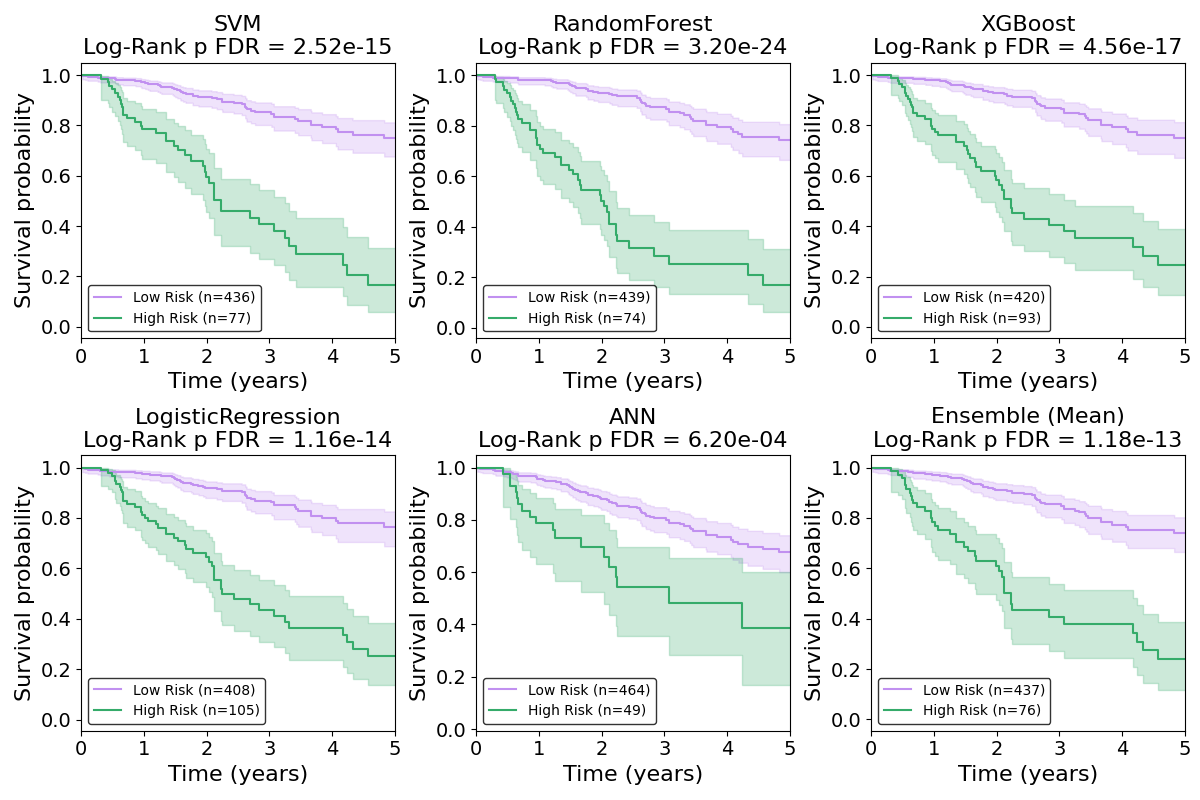 SVM
Log-Rank p FDR = 2.52e-15
Survival probability
1.0
0.8
0.6
0.4
0.2
0.0
Low Risk (n=436)
High Risk (n=77)
0 1 2 3 4 5
Time (years)
RandomForest
Log-Rank p FDR = 3.20e-24
Survival probability
1.0
0.8
0.6
0.4
0.2
0.0
Low Risk (n=439)
High Risk (n=74)
0 1 2 3 4 5
Time (years)
XGBoost
Log-Rank p FDR = 4.56e-17
Survival probability
1.0
0.8
0.6
0.4
0.2
0.0
Low Risk (n=420)
High Risk (n=93)
0 1 2 3 4 5
Time (years)
LogisticRegression
Log-Rank p FDR = 1.16e-14
Survival probability
1.0
0.8
0.6
0.4
0.2
0.0
Low Risk (n=408)
High Risk (n=105)
0 1 2 3 4 5
Time (years)
ANN
Log-Rank p FDR = 6.20e-04
Survival probability
1.0
0.8
0.6
0.4
0.2
0.0
Low Risk (n=464)
High Risk (n=49)
0 1 2 3 4 5
Time (years)
Ensemble (Mean)
Log-Rank p FDR = 1.18e-13
Survival probability
1.0
0.8
0.6
0.4
0.2
0.0
Low Risk (n=437)
High Risk (n=76)
0 1 2 3 4 5
Time (years)